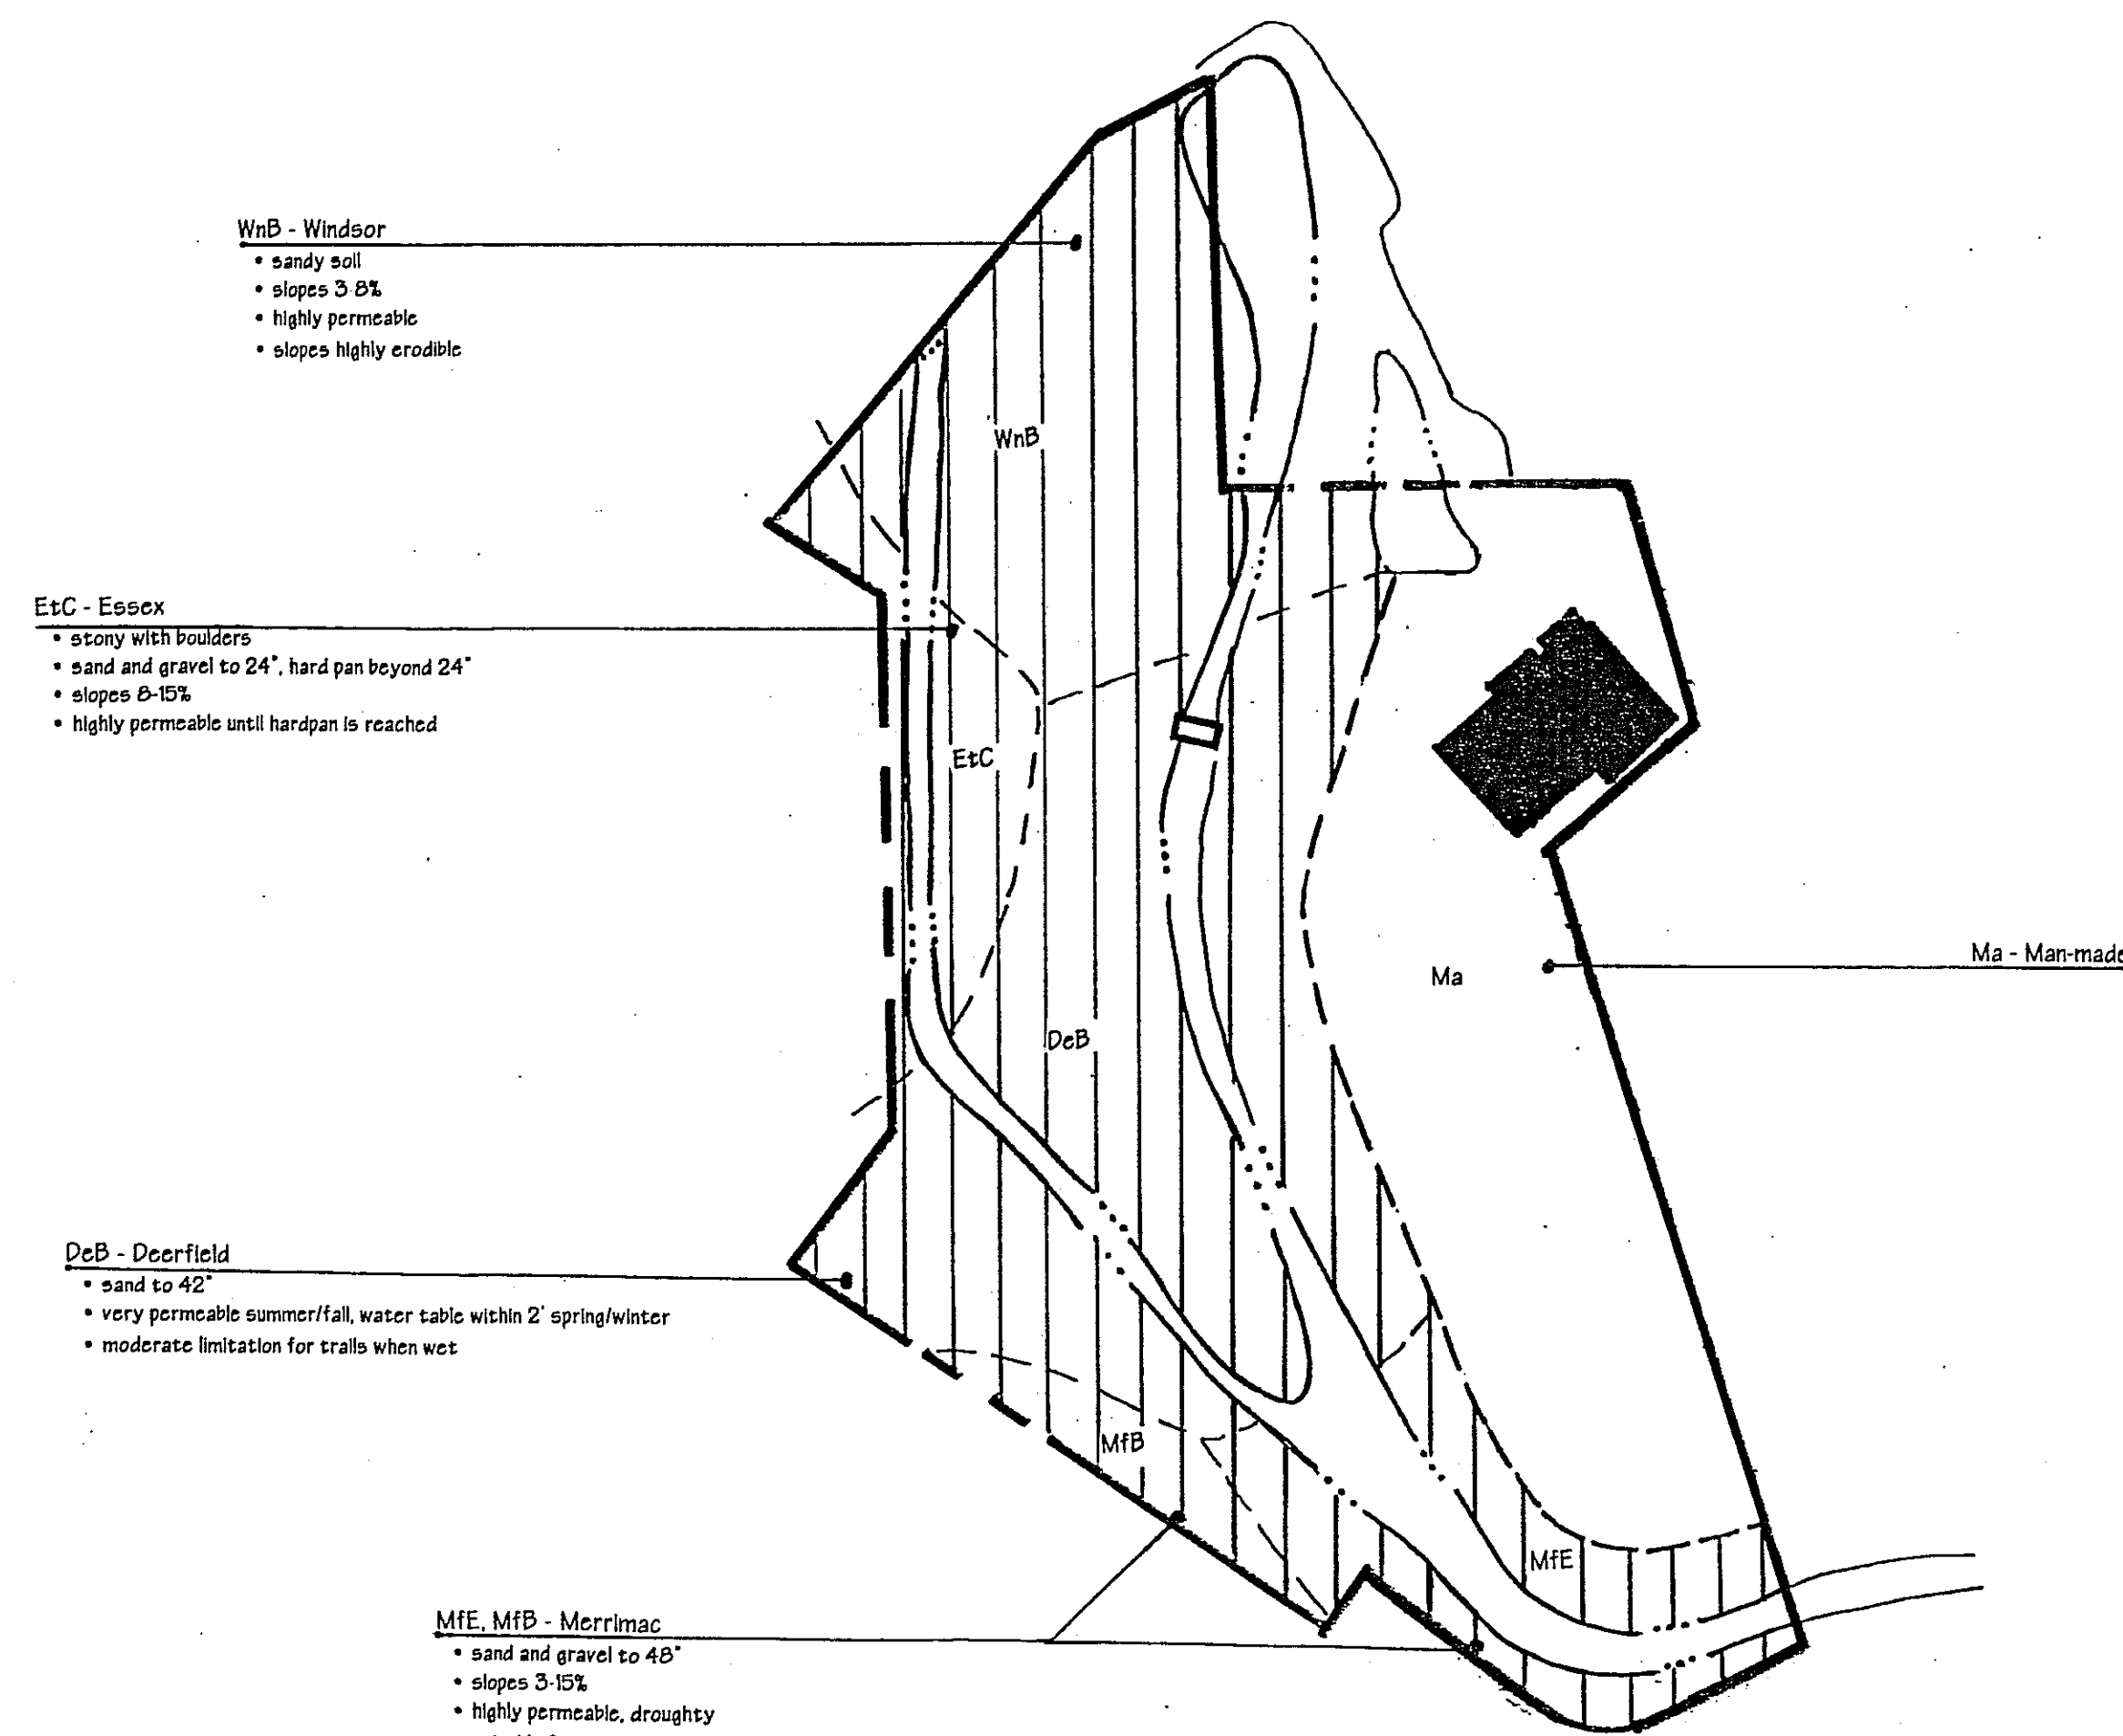 WnB - Windsor
• sandy soil
• slopes 3-8%
• highly permeable
• slopes highly erodible
WnB
EtC - Essex
• stony with boulders
• sand and gravel to 24", hard pan beyond 24"
• slopes 8-15%
• highly permeable until hardpan is reached
EtC
Ma - Man-made
Ma
DeB
DeB - Deerfield
• sand to 42"
• very permeable summer/fall, water table within 2' spring/winter
• moderate limitation for trails when wet
MfB
MfE
MfE, MfB - Merrimac
• sand and gravel to 48"
• slopes 3-15%
• highly permeable, droughty